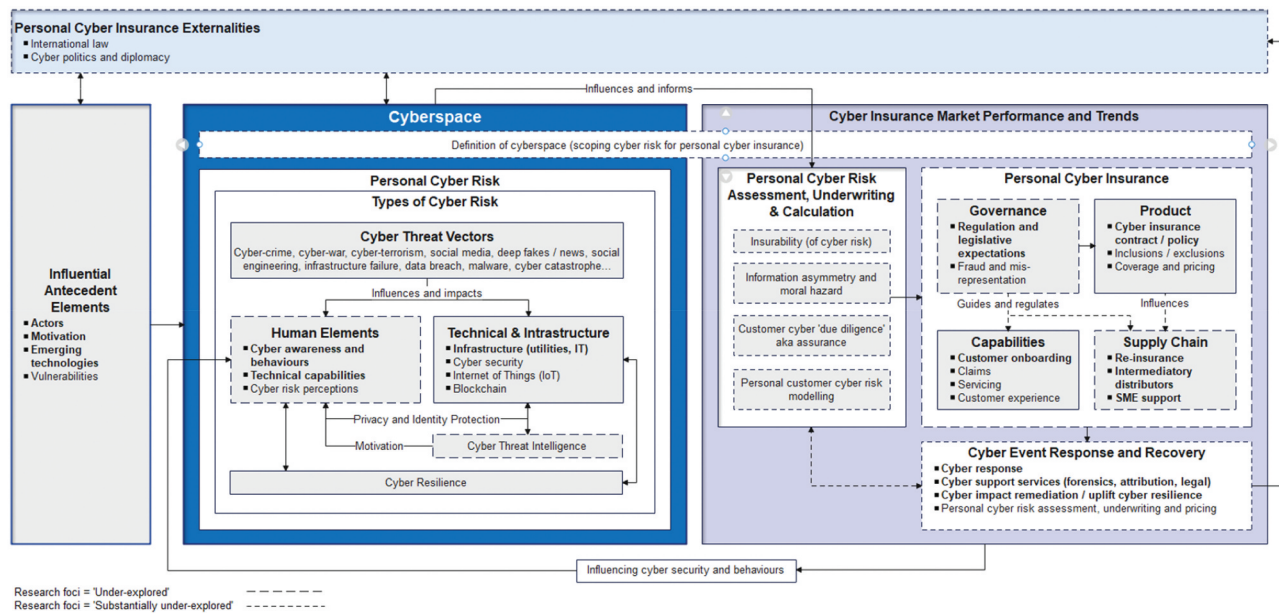 Personal Cyber Insurance Externalities
▪ International law
▪ Cyber politics and diplomacy
Influences and informs
Influential
Antecedent
Elements
▪ Actors
▪ Motivation
▪ Emerging
technologies
▪ Vulnerabilities
Cyberspace
Cyber Insurance Market Performance and Trends
Definition of cyberspace (scoping cyber risk for personal cyber insurance)
Personal Cyber Risk
Types of Cyber Risk
Cyber Threat Vectors
Cyber-crime, cyber-war, cyber-terrorism, social media, deep fakes / news, social
engineering, infrastructure failure, data breach, malware, cyber catastrophe…
Influences and impacts
Human Elements
▪ Cyber awareness and
behaviours
▪ Technical capabilities
▪ Cyber risk perceptions
Technical & Intrastructure
▪ Infrastructure (utilities, IT)
▪ Cyber security
▪ Internet of Things (IoT)
▪ Blockchain
Privacy and Identity Protection
Motivation
Cyber Threat Intelligence
Cyber Resilience
Personal Cyber Risk
Assessment, Underwriting
& Calculation
Insurability (of cyber risk)
Information asymmetry and
moral hazard
Customer cyber 'due diligence'
aka assurance
Personal customer cyber risk
modelling
Personal Cyber Insurance
Governance
▪ Regulation and
legislative
expectations
▪ Fraud and mis-
representation
Product
▪ Cyber insurance
contract / policy
▪ Inclusions / exclusions
▪ Coverage and pricing
Guides and regulates
Influences
Capabilities
▪ Customer onboarding
▪ Claims
▪ Servicing
▪ Customer experience
Supply Chain
▪ Re-insurance
▪ Intermediatory
distributors
▪ SME support
Cyber Event Response and Recovery
▪ Cyber response
▪ Cyber support services (forensics, attribution, legal)
▪ Cyber impact remediation / uplift cyber resilience
▪ Personal cyber risk assessment, underwriting and pricing
Influencing cyber security and behaviours
Research foci = 'Under-explored'
Research foci = 'Substantially under-explored'